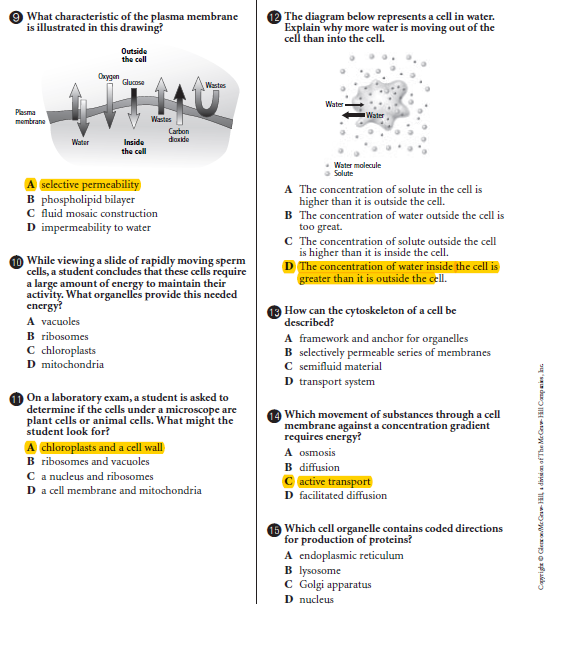 9 What characteristic of the plasma membrane
is illustrated in this drawing?
Outside
the cell
Oxygen
Glucose
Wastes
Plasma
membrane
Wastes
Carbon
dioxide
Water
Inside
the cell
A selective permeability
B phospholipid bilayer
C fluid mosaic construction
D impermeability to water
10 While viewing a slide of rapidly moving sperm
cells, a student concludes that these cells require
a large amount of energy to maintain their
activity. What organelles provide this needed
energy?
A vacuoles
B ribosomes
C chloroplasts
D mitochondria
11 On a laboratory exam, a student is asked to
determine if the cells under a microscope are
plant cells or animal cells. What might the
student look for?
A chloroplasts and a cell wall
B ribosomes and vacuoles
C a nucleus and ribosomes
D a cell membrane and mitochondria
12 The diagram below represents a cell in water.
Explain why more water is moving out of the
cell than into the cell.
Water
Water
Water molecule
Solute
A The concentration of solute in the cell is
higher than it is outside the cell.
B The concentration of water outside the cell is
too great.
C The concentration of solute outside the cell
is higher than it is inside the cell.
D The concentration of water inside the cell is
greater than it is outside the cell.
13 How can the cytoskeleton of a cell be
described?
A framework and anchor for organelles
B selectively permeable series of membranes
C semifluid material
D transport system
14 Which movement of substances through a cell
membrane against a concentration gradient
requires energy?
A osmosis
B diffusion
C active transport
D facilitated diffusion
15 Which cell organelle contains coded directions
for production of proteins?
A endoplasmic reticulum
B lysosome
C Golgi apparatus
D nucleus
Copyright © Glencoe/McGraw-Hill, a division of The McGraw-Hill Companies, Inc.